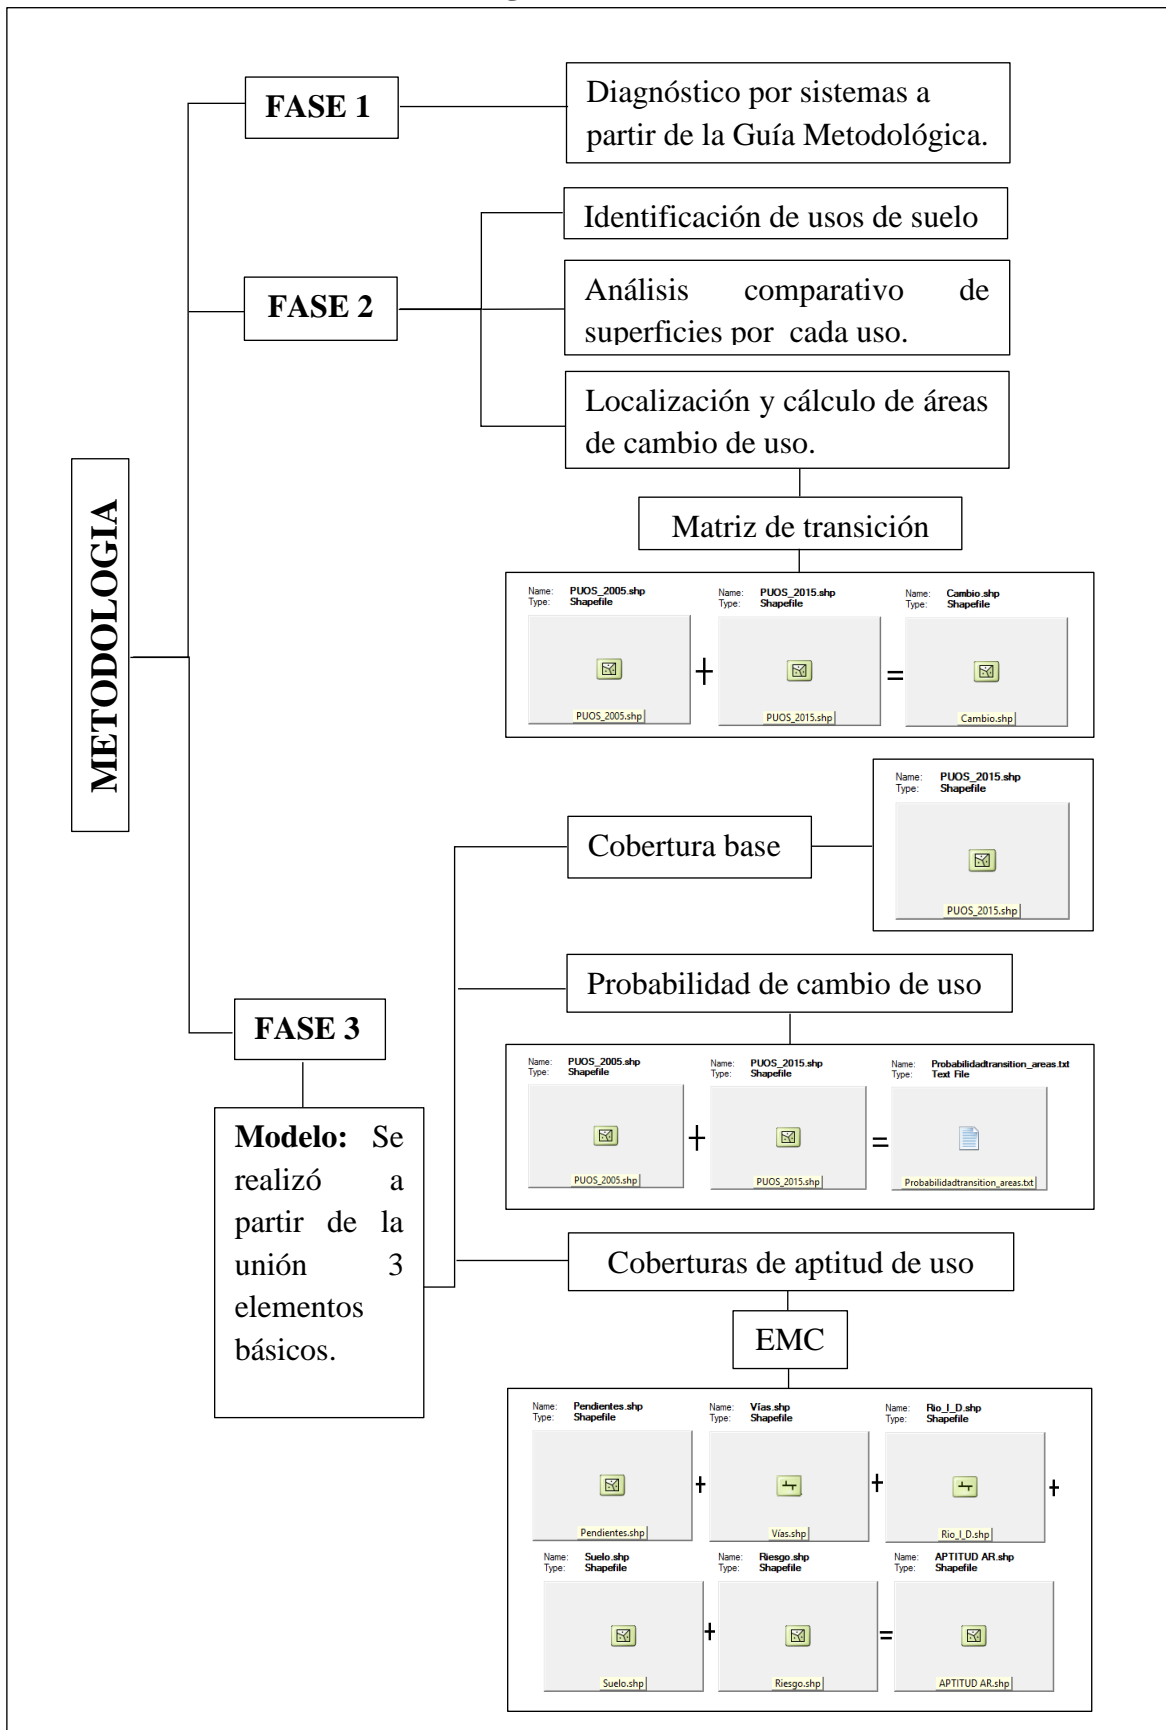 METODOLOGIA
FASE 1
Diagnóstico por sistemas a
partir de la Guía Metodológica.
FASE 2
Identificación de usos de suelo
Análisis comparativo de
superficies por cada uso.
Localización y cálculo de áreas
de cambio de uso.
Matriz de transición
Name: PUOS_2005.shp
Type: Shapefile
PUOS_2005.shp
+
Name: PUOS_2015.shp
Type: Shapefile
PUOS_2015.shp
=
Name: Cambio.shp
Type: Shapefile
Cambio.shp
FASE 3
Modelo: Se
realizó a
partir de la
unión 3
elementos
básicos.
Cobertura base
Name: PUOS_2015.shp
Type: Shapefile
PUOS_2015.shp
Probabilidad de cambio de uso
Name: PUOS_2005.shp
Type: Shapefile
PUOS_2005.shp
+
Name: PUOS_2015.shp
Type: Shapefile
PUOS_2015.shp
=
Name: Probabilidadtransition_areas.txt
Type: Text File
Probabilidadtransition_areas.txt
Coberturas de aptitud de uso
EMC
Name: Pendientes.shp
Type: Shapefile
Pendientes.shp
+
Name: Vías.shp
Type: Shapefile
Vías.shp
+
Name: Rio_I_D.shp
Type: Shapefile
Rio_I_D.shp
+
Name: Suelo.shp
Type: Shapefile
Suelo.shp
+
Name: Riesgo.shp
Type: Shapefile
Riesgo.shp
=
Name: APTITUD AR.shp
Type: Shapefile
APTITUD AR.shp